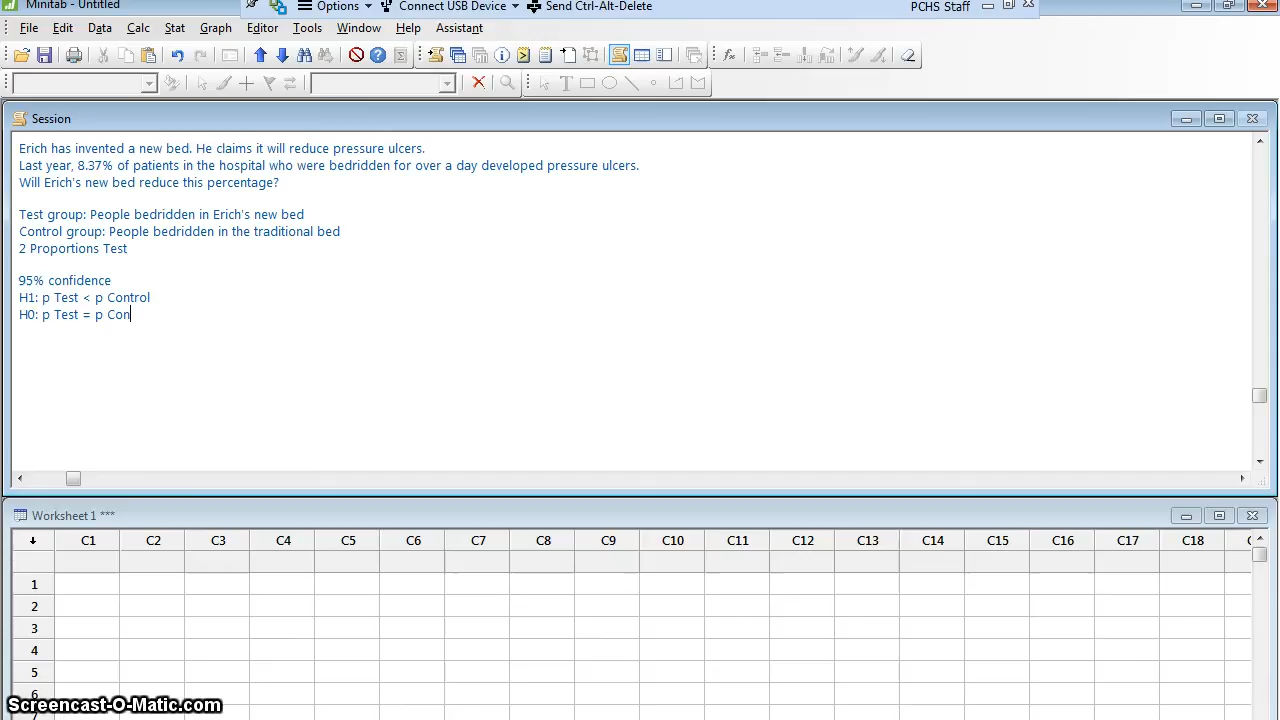 Minitab - Untitled
Options Connect USB Device Send Ctrl-Alt-Delete PCHS Staff
File Edit Data Calc Stat Graph Editor Tools Window Help Assistant
Session
Erich has invented a new bed. He claims it will reduce pressure ulcers.
Last year, 8.37% of patients in the hospital who were bedridden for over a day developed pressure ulcers.
Will Erich's new bed reduce this percentage?
Test group: People bedridden in Erich's new bed
Control group: People bedridden in the traditional bed
2 Proportions Test
95% confidence
H1: p Test < p Control
H0: p Test = p Con
Worksheet 1 ***
C1 C2 C3 C4 C5 C6 C7 C8 C9 C10 C11 C12 C13 C14 C15 C16 C17 C18
1
2
3
4
5
6
Screencast-O-Matic.com